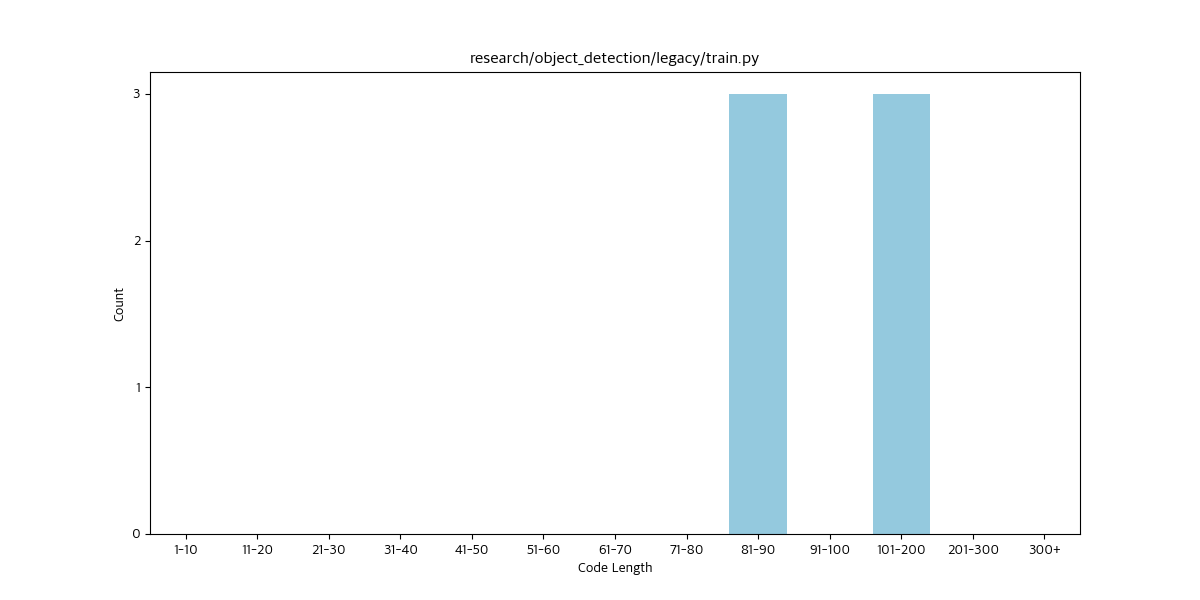 research/object_detection/legacy/train.py
3
2
1
0
Count
1-10 11-20 21-30 31-40 41-50 51-60 61-70 71-80 81-90 91-100 101-200 201-300 300+
Code Length